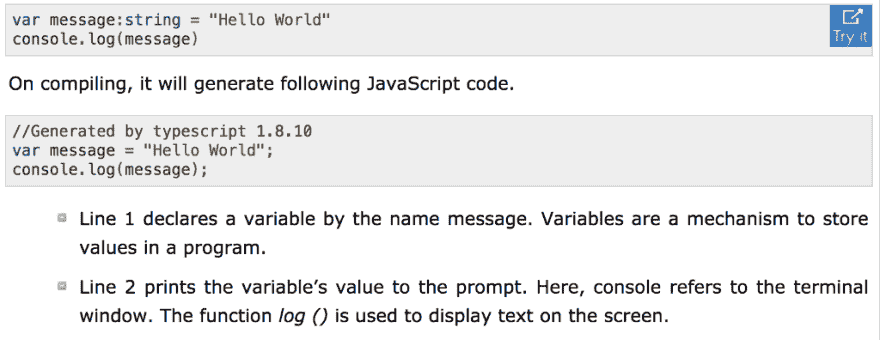 var message:string = "Hello World"
console.log(message)
Try it
On compiling, it will generate following JavaScript code.
//Generated by typescript 1.8.10
var message = "Hello World";
console.log(message);
Line 1 declares a variable by the name message. Variables are a mechanism to store
values in a program.
Line 2 prints the variable’s value to the prompt. Here, console refers to the terminal
window. The function log () is used to display text on the screen.